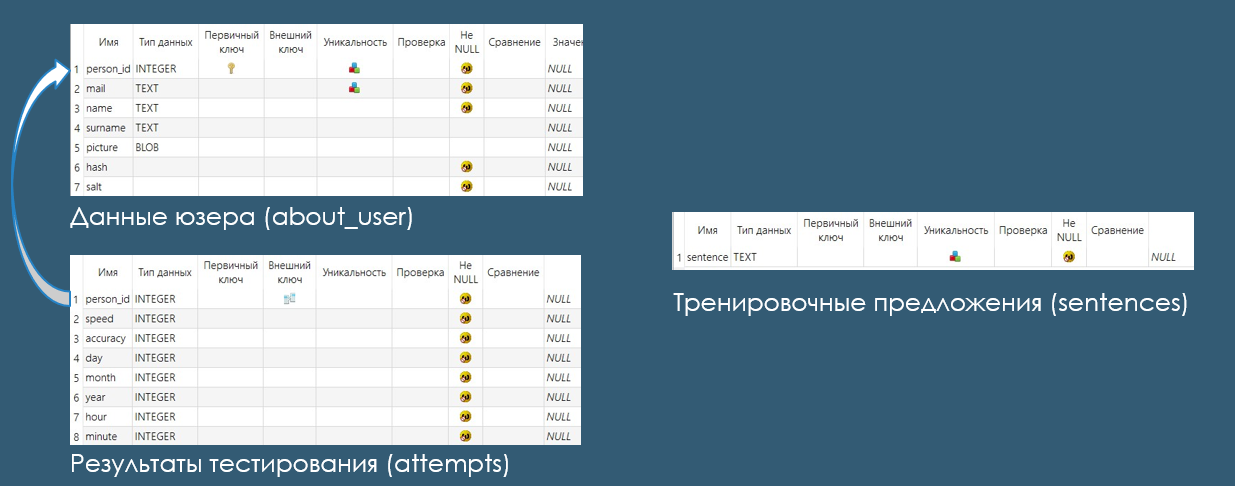 Имя Тип данных Первичный ключ Внешний ключ Уникальность Проверка Не NULL Сравнение Значен
1 person_id INTEGER NULL
2 mail TEXT NULL
3 name TEXT NULL
4 surname TEXT NULL
5 picture BLOB NULL
6 hash NULL
7 salt NULL
Данные юзера (about_user)
Имя Тип данных Первичный ключ Внешний ключ Уникальность Проверка Не NULL Сравнение
1 person_id INTEGER NULL
2 speed INTEGER NULL
3 accuracy INTEGER NULL
4 day INTEGER NULL
5 month INTEGER NULL
6 year INTEGER NULL
7 hour INTEGER NULL
8 minute INTEGER NULL
Результаты тестирования (attempts)
Имя Тип данных Первичный ключ Внешний ключ Уникальность Проверка Не NULL Сравнение
1 sentence TEXT NULL
Тренировочные предложения (sentences)